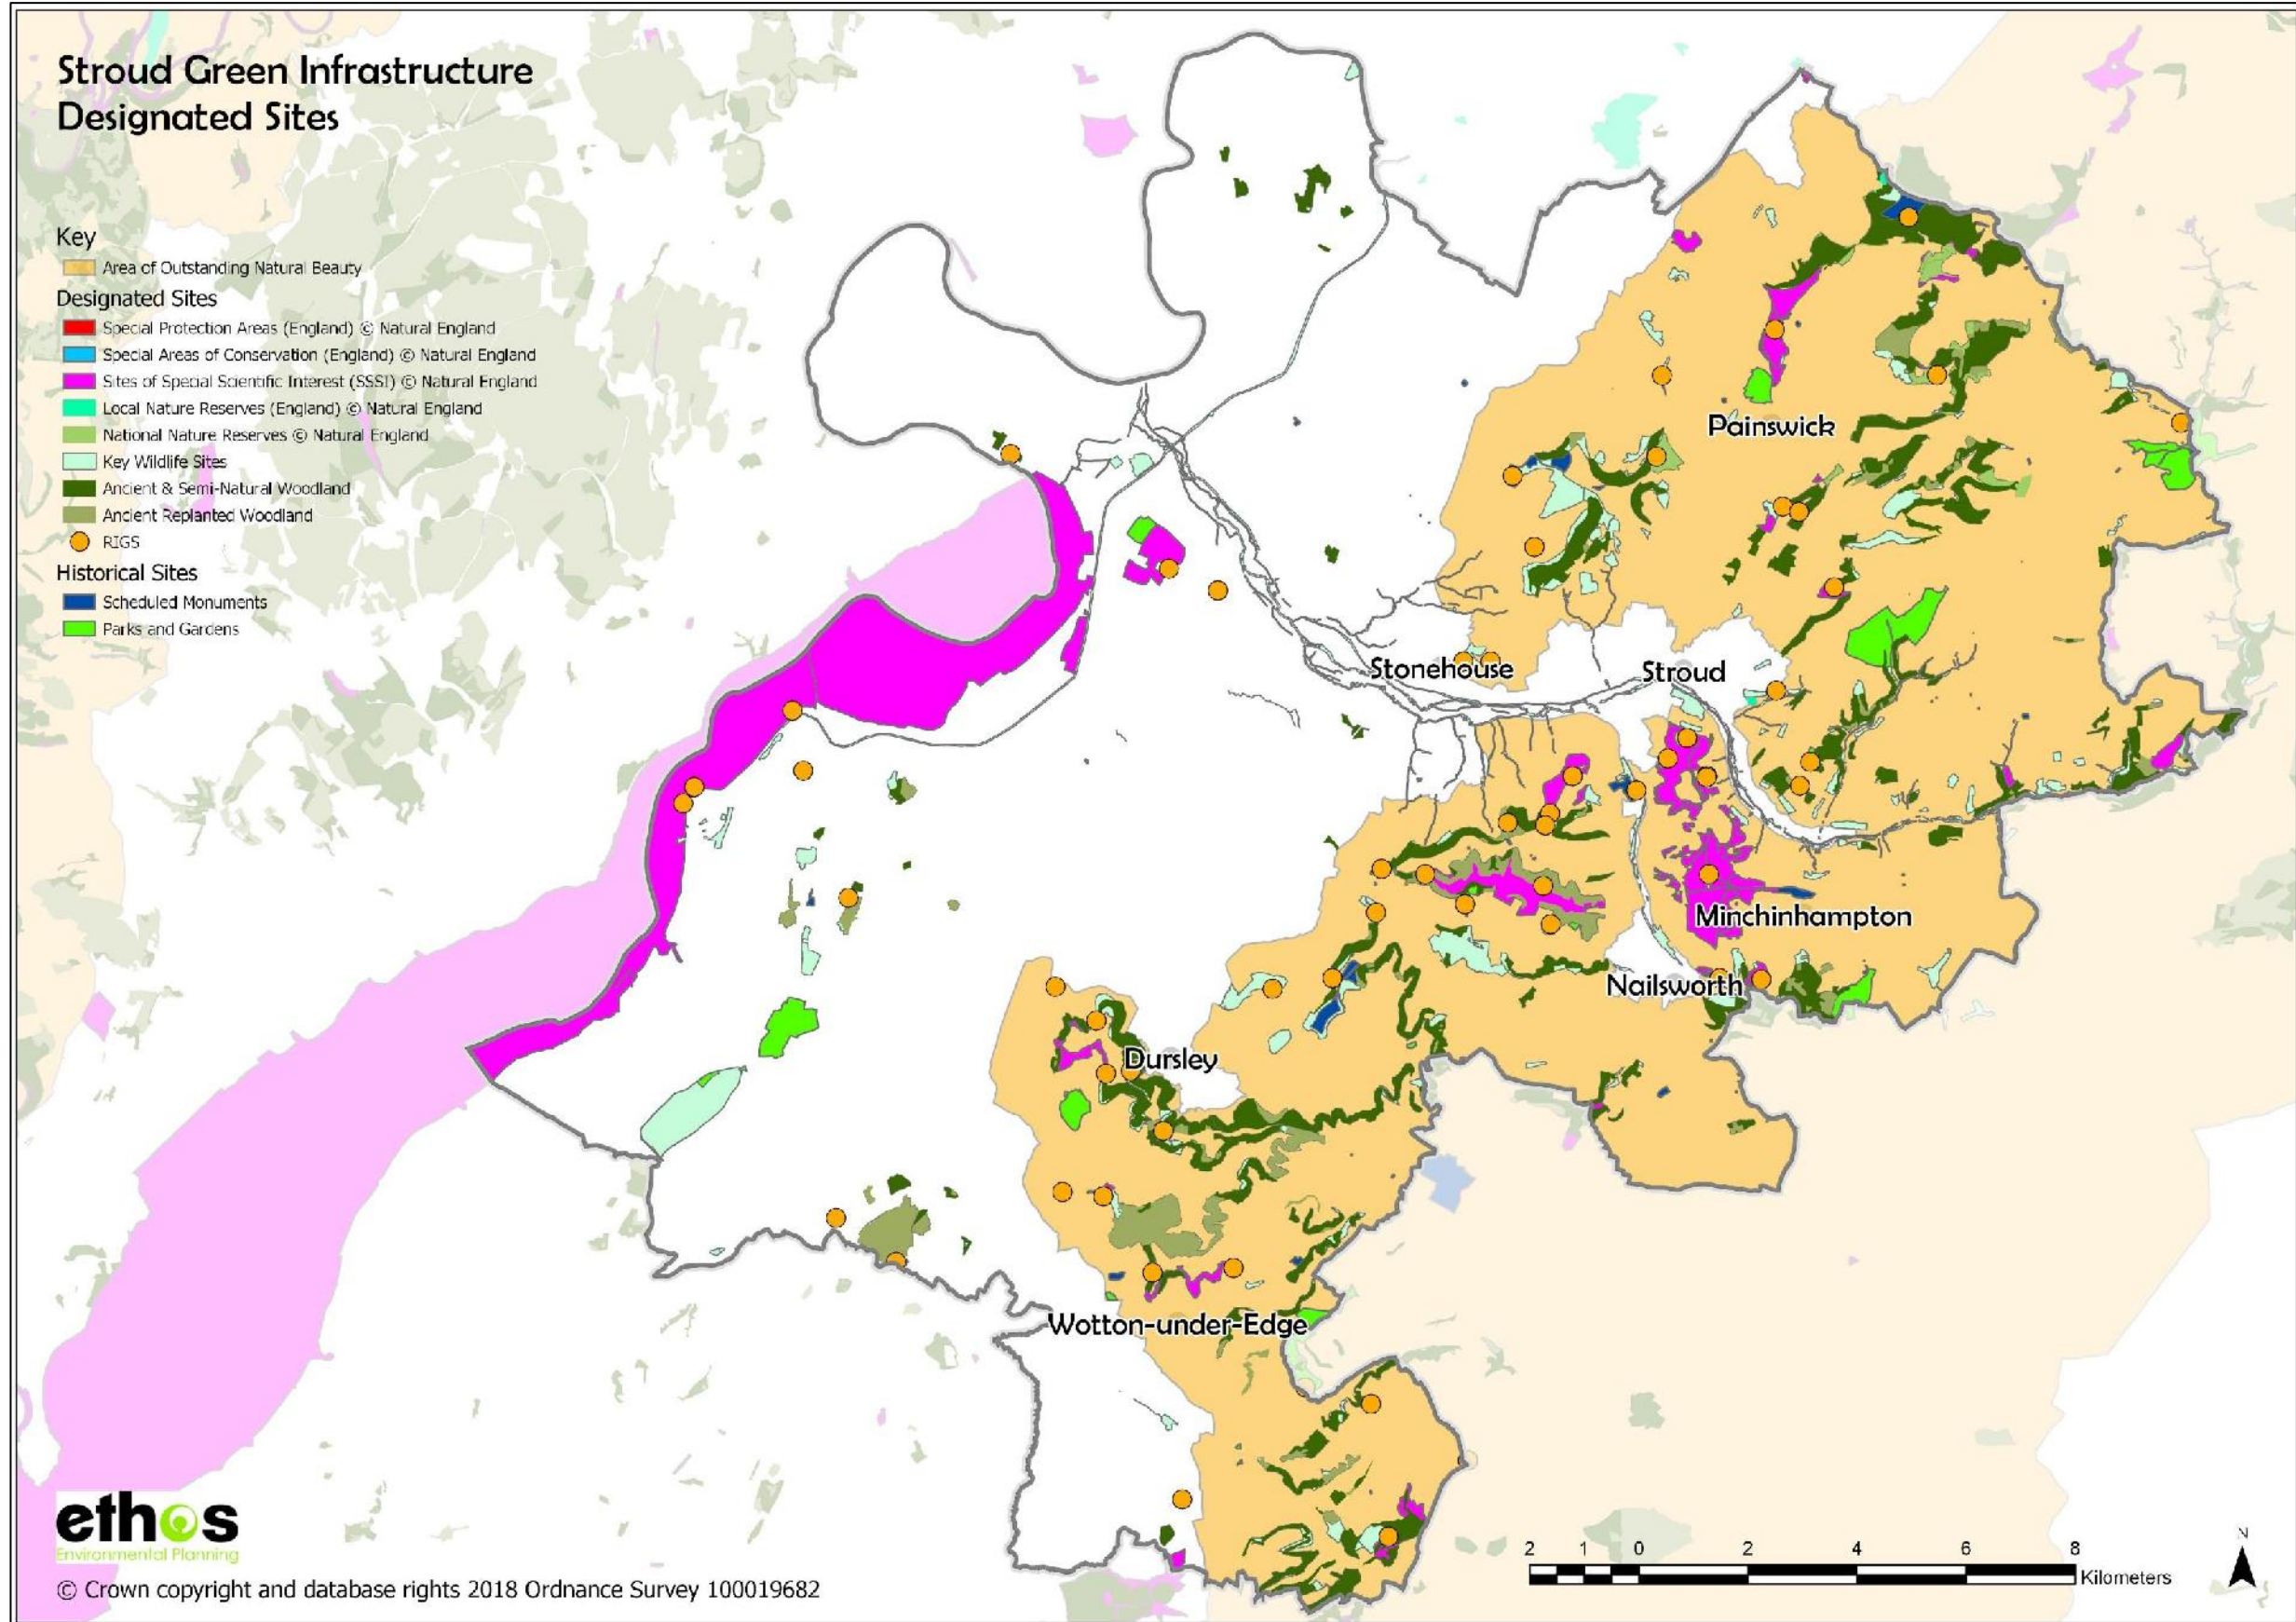 Stroud Green Infrastructure
Designated Sites
Key
Area of Outstanding Natural Beauty
Designated Sites
Special Protection Areas (England) © Natural England
Special Areas of Conservation (England) © Natural England
Sites of Special Scientific Interest (SSSI) © Natural England
Local Nature Reserves (England) © Natural England
National Nature Reserves © Natural England
Key Wildlife Sites
Ancient & Semi-Natural Woodland
Ancient Replanted Woodland
RIGS
Historical Sites
Scheduled Monuments
Parks and Gardens
Painswick
Stonehouse
Stroud
Minchinhampton
Nailsworth
Dursley
Wotton-under-Edge
ethos
Environmental Planning
© Crown copyright and database rights 2018 Ordnance Survey 100019682
2 1 0 2 4 6 8
Kilometers
N